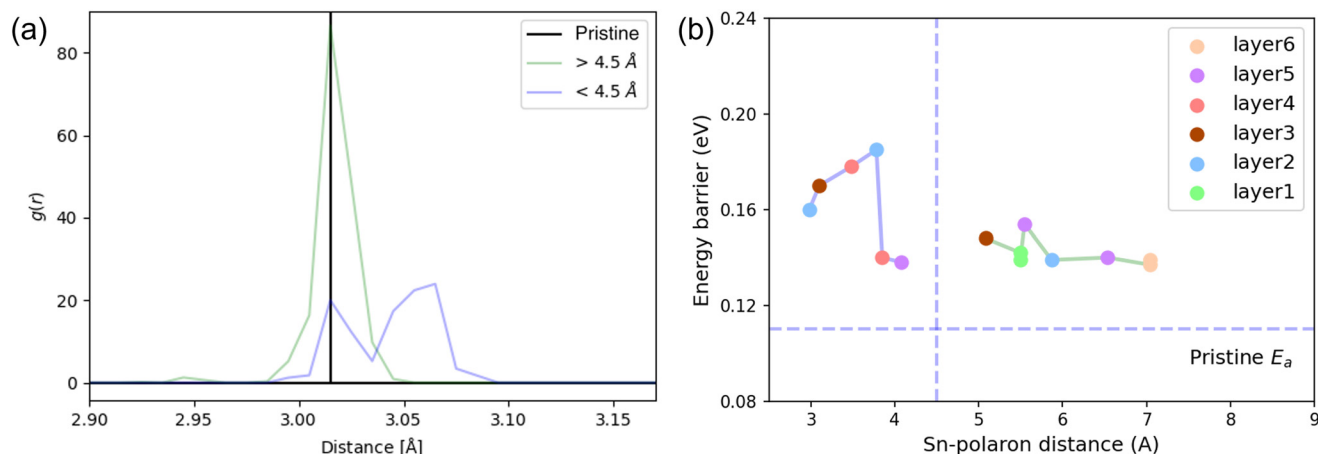 (a)
Pristine
> 4.5 Å
< 4.5 Å
80
60
40
20
0
g(r)
2.90 2.95 3.00 3.05 3.10 3.15
Distance [Å]
(b)
layer6
layer5
layer4
layer3
layer2
layer1
0.24
0.20
0.16
0.12
0.08
Energy barrier (eV)
Pristine Ea
3 4 5 6 7 8 9
Sn-polaron distance (A)